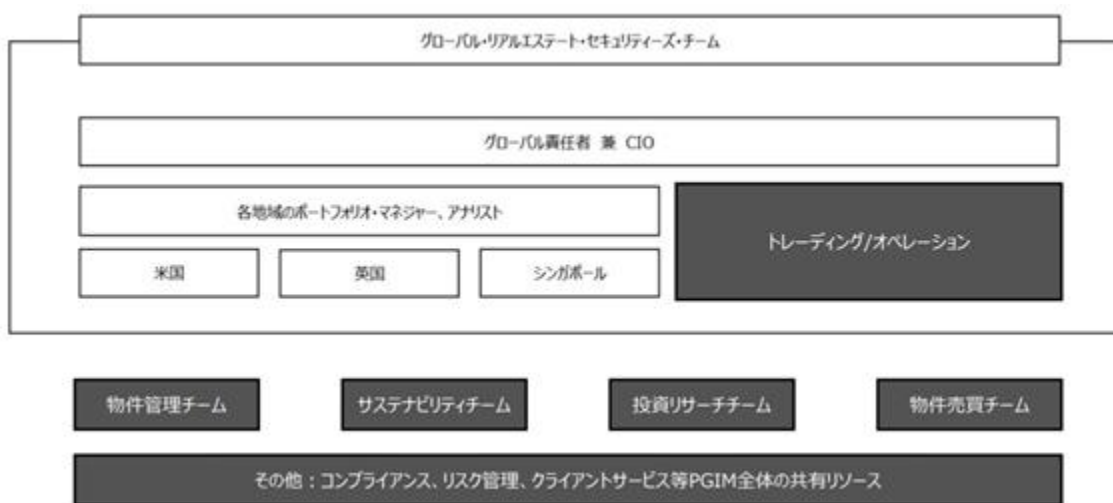 グローバル・リアルエステート・セキュリティーズ・チーム
グローバル責任者 兼 CIO
各地域のポートフォリオ・マネジャー、アナリスト
トレーディング/オペレーション
米国
英国
シンガポール
物件管理チーム
サステナビリティチーム
投資リサーチチーム
物件売買チーム
その他：コンプライアンス、リスク管理、クライアントサービス等PGIM全体の共有リソース